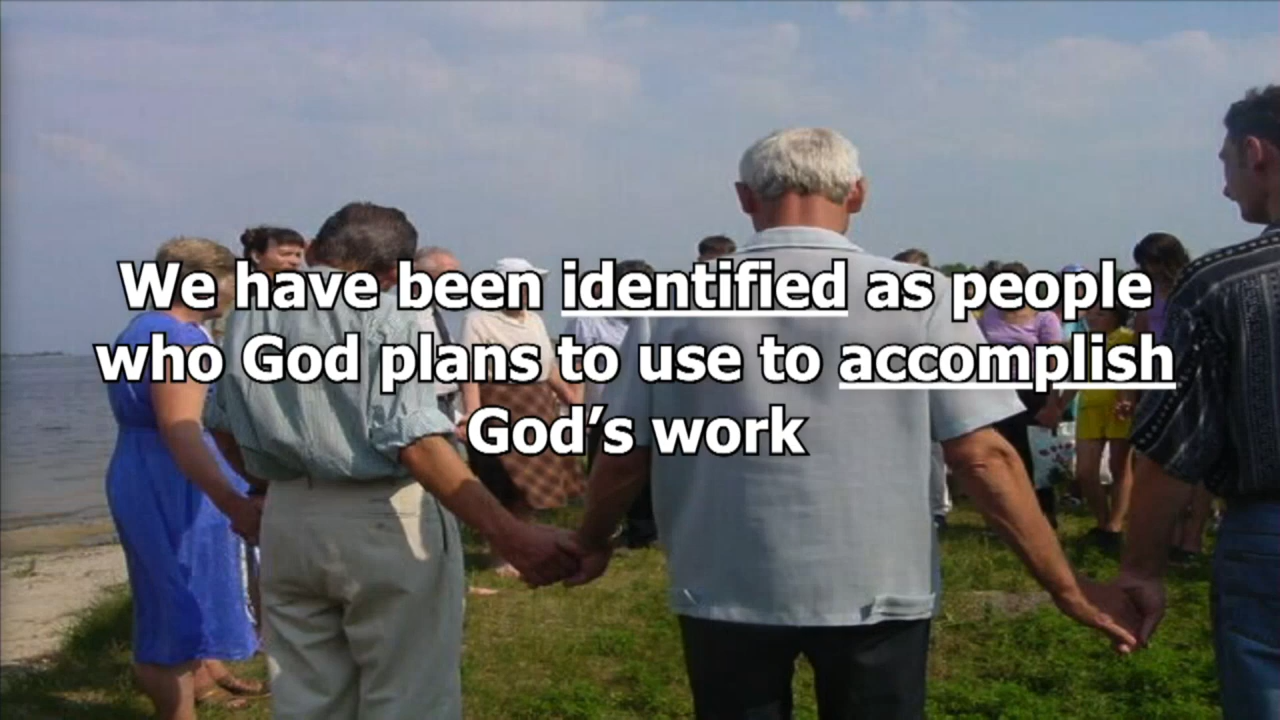 We have been identified as people
who God plans to use to accomplish
God’s work